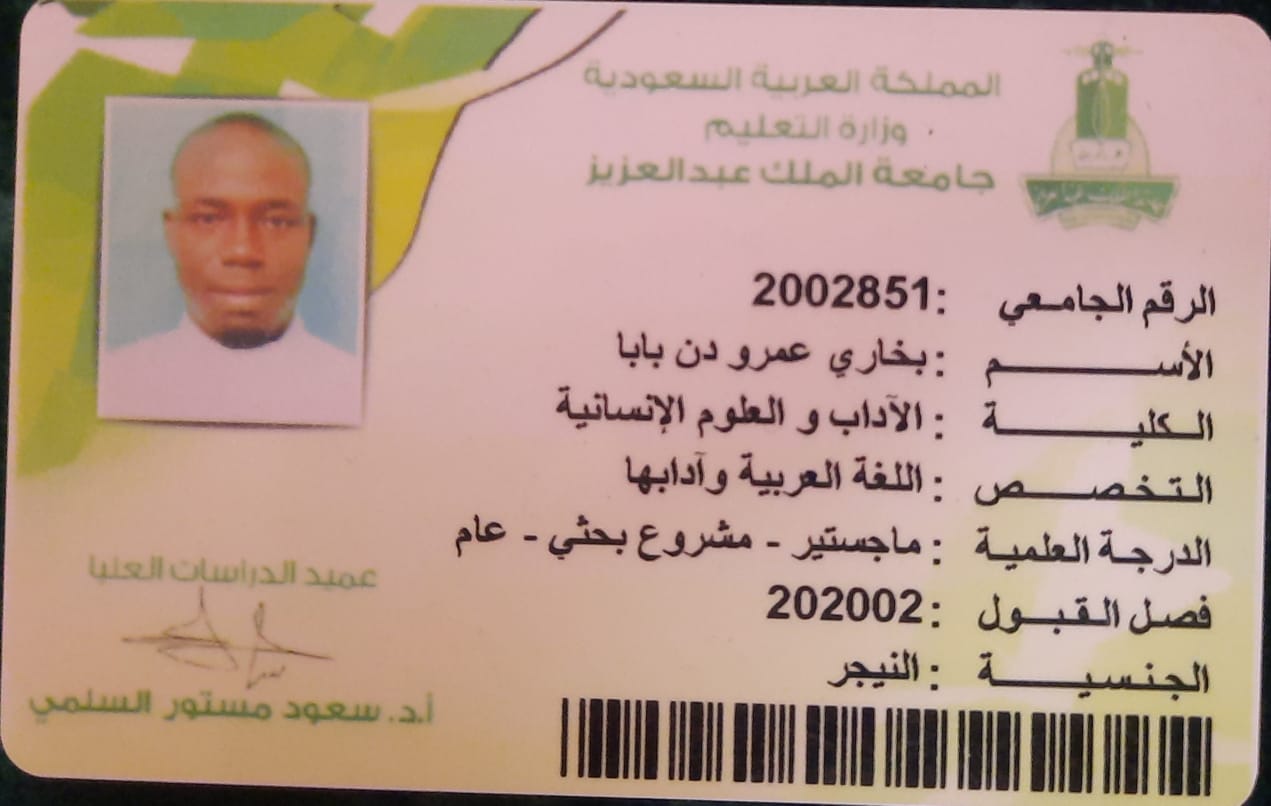 المملكة العربية السعودية
وزارة التعليم
جامعة الملك عبدالعزيز
الرقم الجامعي : 2002851
الأسم : بخاري عمرو دن بابا
الكلية : الآداب و العلوم الإنسانية
التخصص : اللغة العربية وآدابها
الدرجة العلمية : ماجستير - مشروع بحثي - عام
فصل القبول : 202002
الجنسية : النيجر
عميد الدراسات العليا
أ.د. سعود مستور السلمي